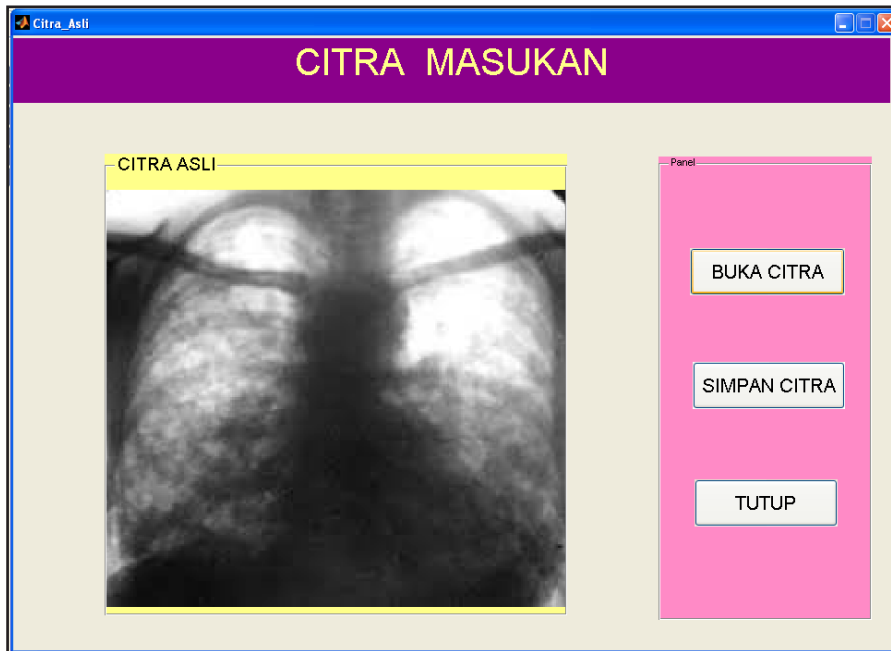 Citra_Asli
CITRA MASUKAN
CITRA ASLI
Panel
BUKA CITRA
SIMPAN CITRA
TUTUP